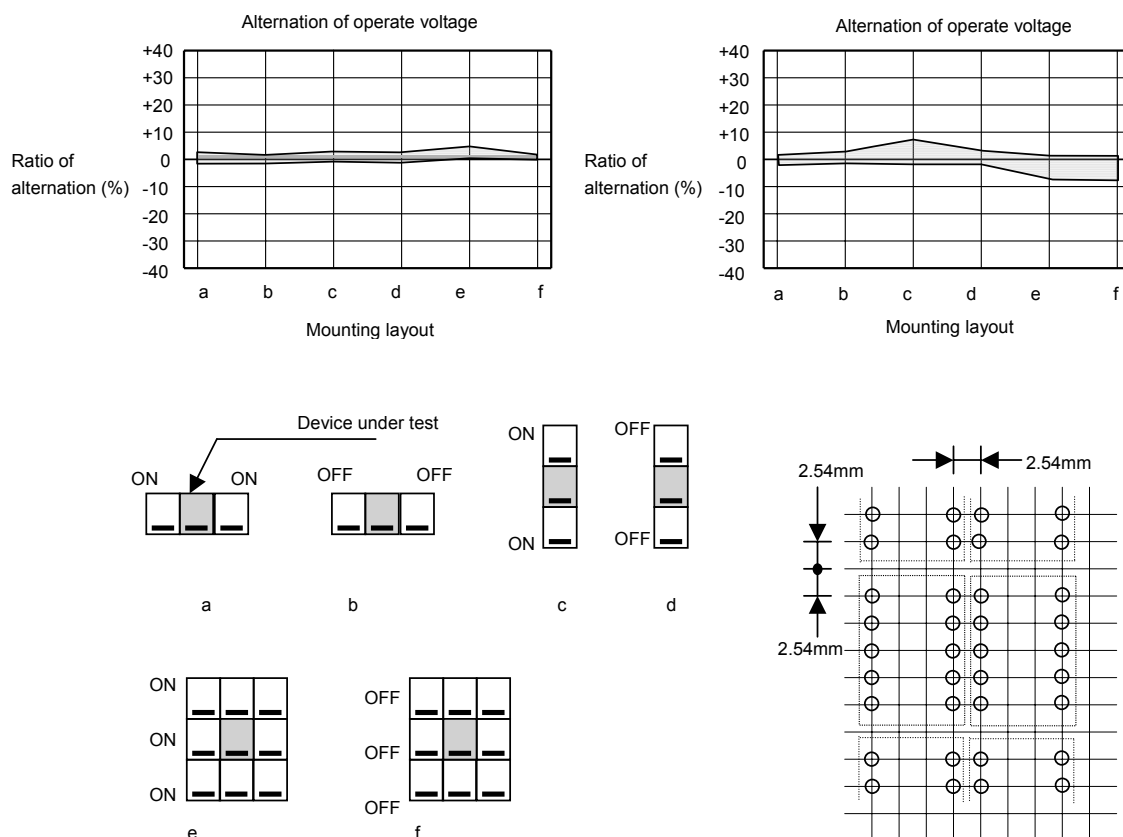 Alternation of operate voltage
+40
+30
+20
+10
0
-10
-20
-30
-40
Ratio of
alternation (%)
a b c d e f
Mounting layout
Alternation of operate voltage
+40
+30
+20
+10
0
-10
-20
-30
-40
Ratio of
alternation (%)
a b c d e f
Mounting layout
Device under test
ON ON
a
OFF OFF
b
ON
ON
c
OFF
OFF
d
ON
ON
ON
e
OFF
OFF
OFF
f
2.54mm
2.54mm
2.54mm